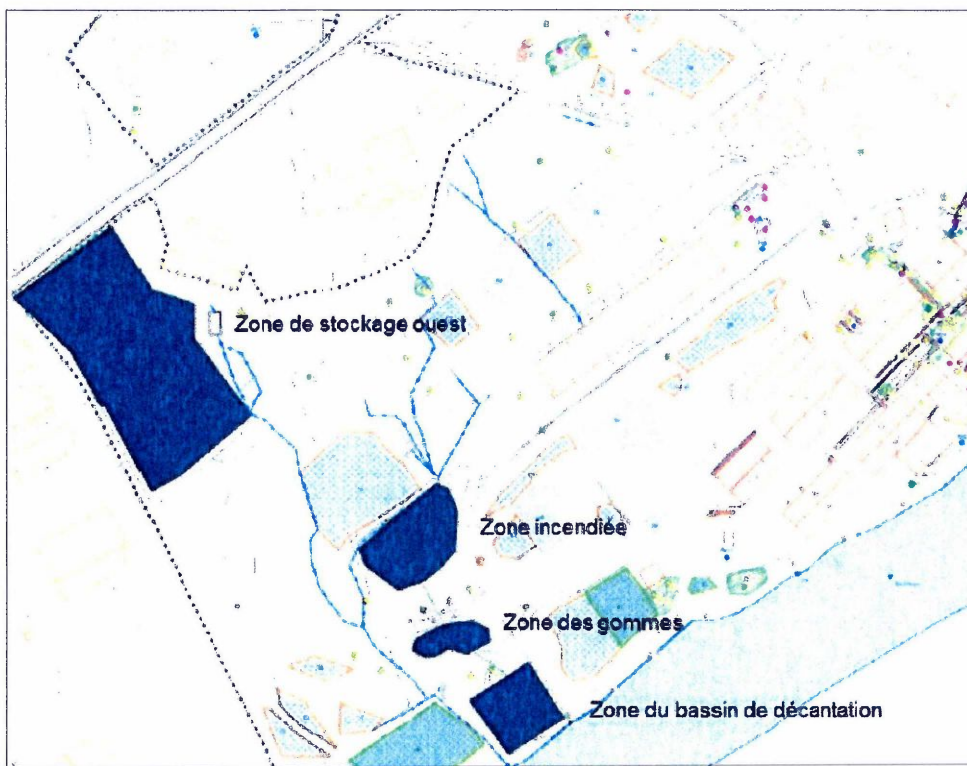 Zone de stockage ouest
Zone incendiée
Zone des gommes
Zone du bassin de décantation